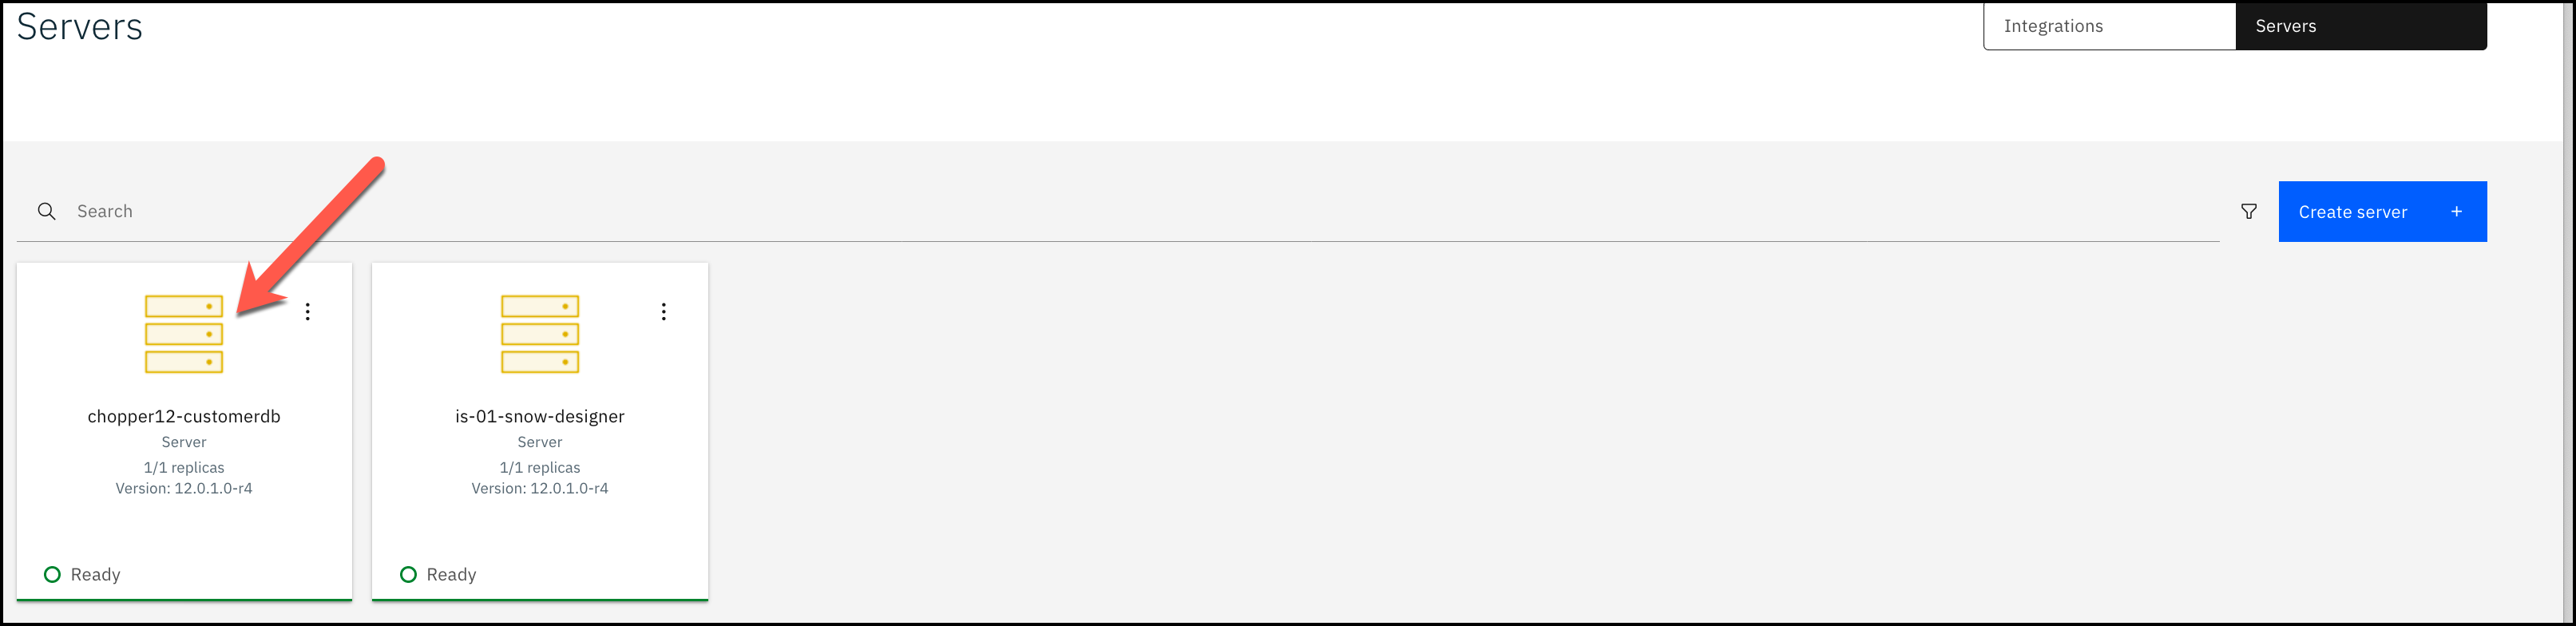 Servers
Integrations
Servers
Search
Create server +
chopper12-customerdb
Server
1/1 replicas
Version: 12.0.1.0-r4
Ready
is-01-snow-designer
Server
1/1 replicas
Version: 12.0.1.0-r4
Ready